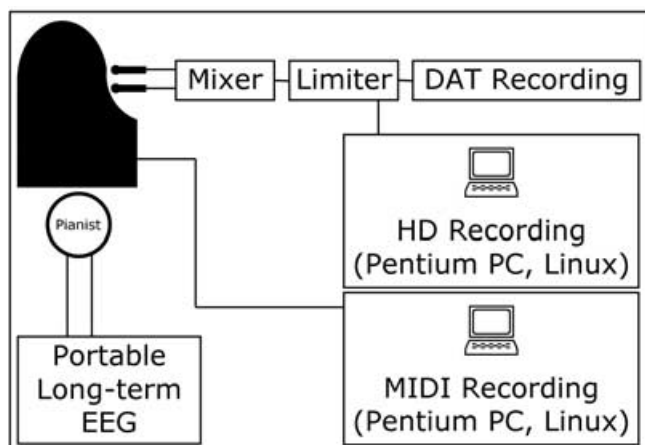 Mixer
Limiter
DAT Recording
Pianist
HD Recording
(Pentium PC, Linux)
Portable
Long-term
EEG
MIDI Recording
(Pentium PC, Linux)